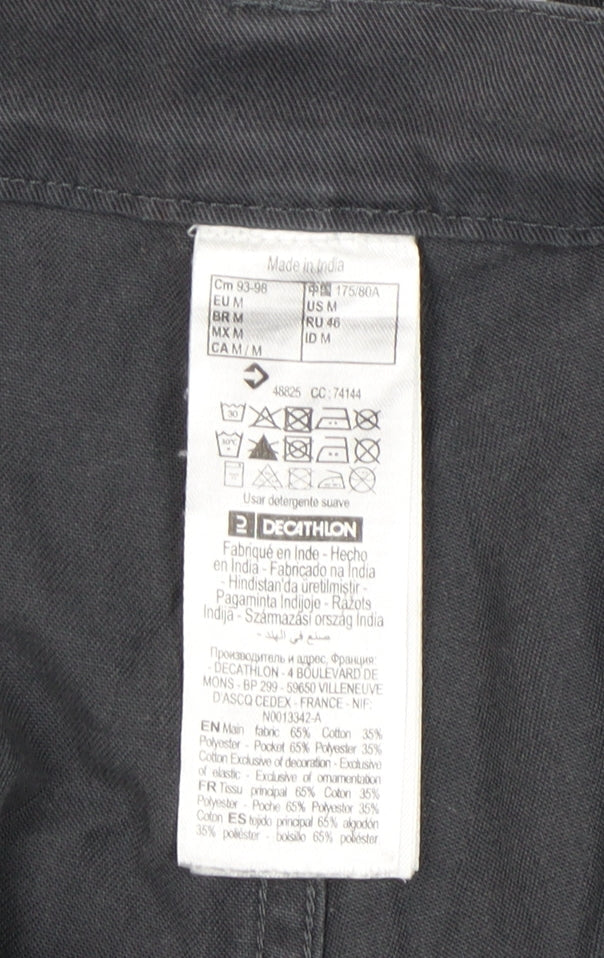 Made in India
Cm 93-98
EU M
BR M
MX M
CA M / M
中国 175/80A
US M
RU 46
ID M
48825 CC : 74144
30
Usar detergente suave
DECATHLON
Fabriqué en Inde - Hecho
en India - Fabricado na Índia
- Hindistan'da üretilmiştir -
Pagaminta Indijoje - Ražots
Indijā - Származási ország India
- صنع في الهند -
Производитель и адрес, Франция:
- DECATHLON - 4 BOULEVARD DE
MONS - BP 299 - 59650 VILLENEUVE
D'ASCQ CEDEX - FRANCE - NIF:
N0013342-A
EN Main fabric 65% Cotton 35%
Polyester - Pocket 65% Polyester 35%
Cotton Exclusive of decoration - Exclusive
of elastic - Exclusive of ornamentation
FR Tissu principal 65% Coton 35%
Polyester - Poche 65% Polyester 35%
Coton ES tejido principal 65% algodón
35% poliéster - bolsillo 65% poliéster